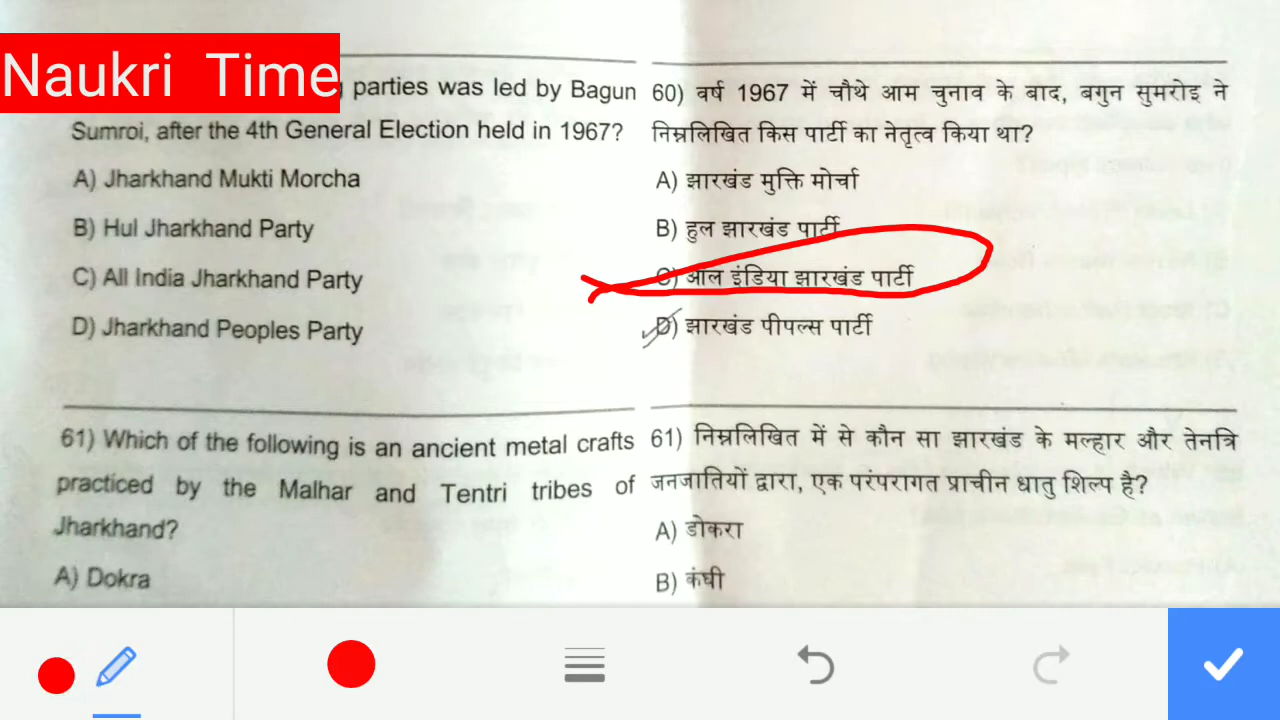 Naukri Time
parties was led by Bagun
Sumroi, after the 4th General Election held in 1967?
A) Jharkhand Mukti Morcha
B) Hul Jharkhand Party
C) All India Jharkhand Party
D) Jharkhand Peoples Party
61) Which of the following is an ancient metal crafts
practiced by the Malhar and Tentri tribes of
Jharkhand?
A) Dokra
60) वर्ष 1967 में चौथे आम चुनाव के बाद, बगुन सुमरोइ ने
निम्नलिखित किस पार्टी का नेतृत्व किया था?
A) झारखंड मुक्ति मोर्चा
B) हुल झारखंड पार्टी
C) आल इंडिया झारखंड पार्टी
D) झारखंड पीपल्स पार्टी
61) निम्नलिखित में से कौन सा झारखंड के मल्हार और तेनत्रि
जनजातियों द्वारा, एक परंपरागत प्राचीन धातु शिल्प है?
A) डोकरा
B) कंघी